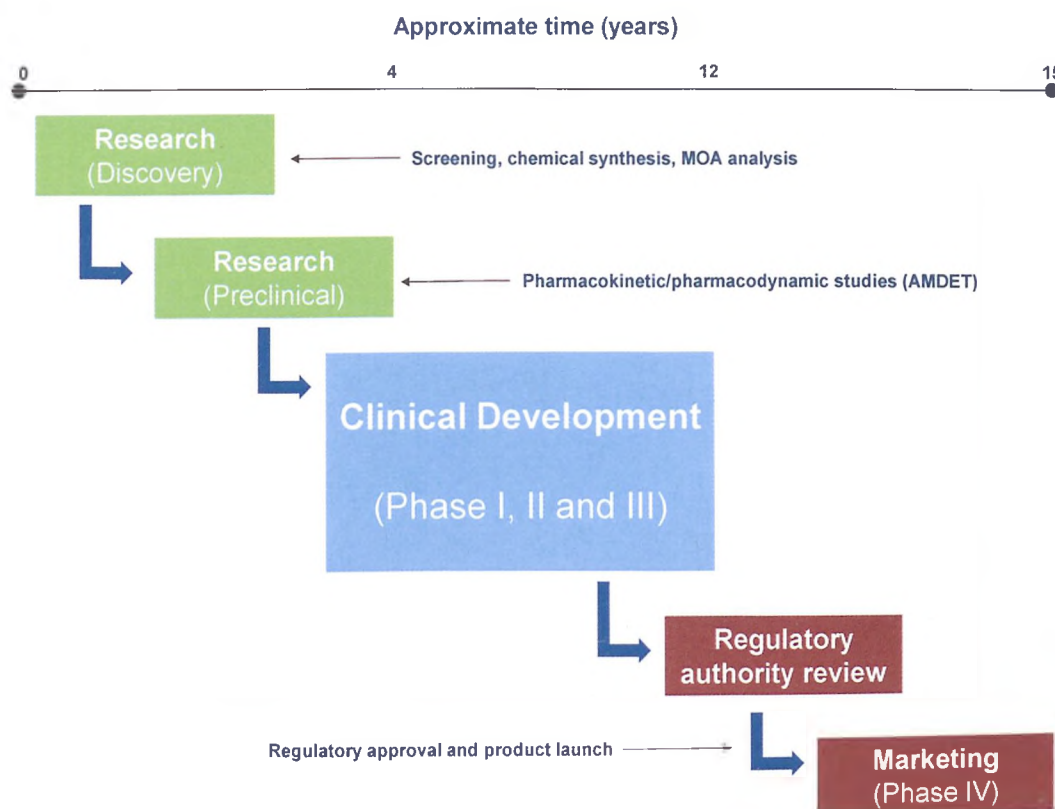 Approximate time (years)
0 4 12 15
Research
(Discovery)
Screening, chemical synthesis, MOA analysis
Research
(Preclinical)
Pharmacokinetic/pharmacodynamic studies (AMDET)
Clinical Development
(Phase I, II and III)
Regulatory
authority review
Regulatory approval and product launch
Marketing
(Phase IV)